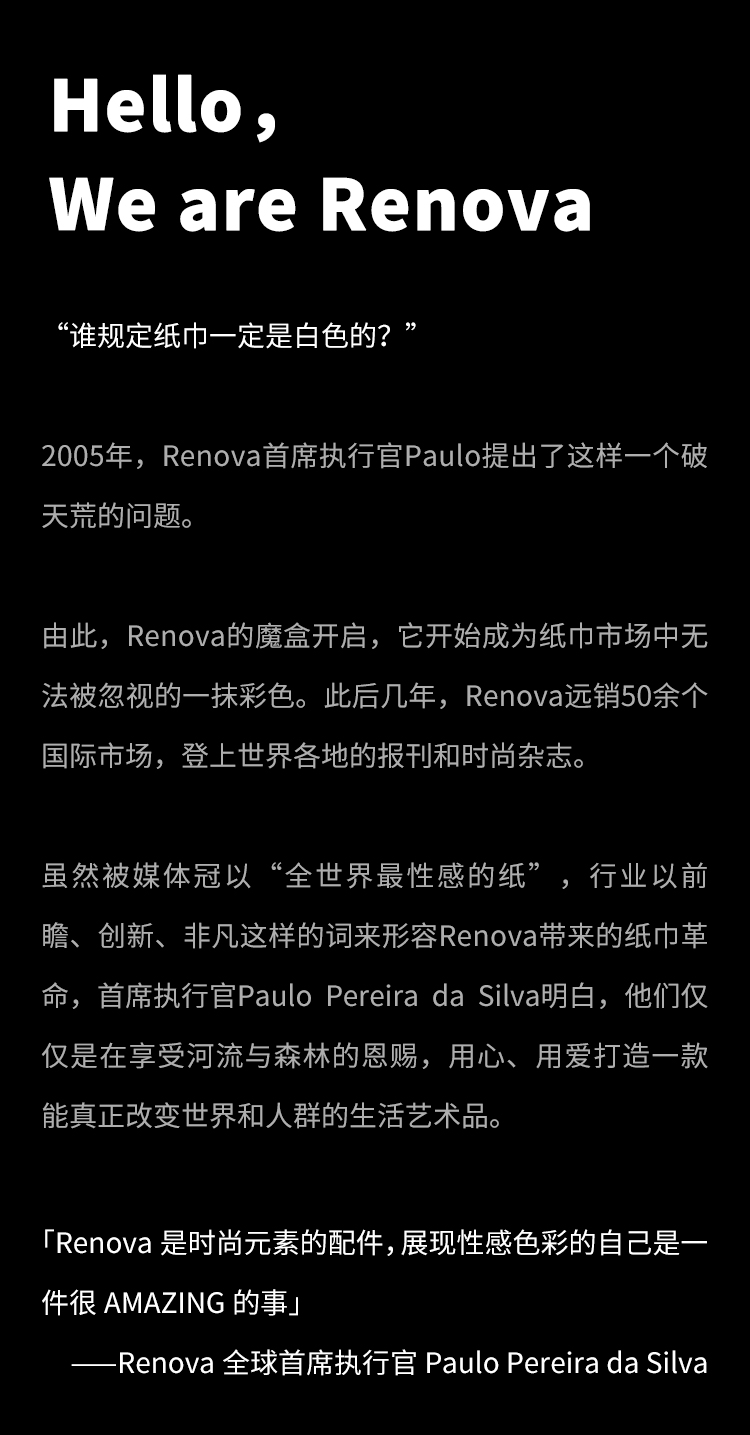 Hello，
We are Renova
“谁规定纸巾一定是白色的？”
2005年，Renova首席执行官Paulo提出了这样一个破
天荒的问题。
由此，Renova的魔盒开启，它开始成为纸巾市场中无
法被忽视的一抹彩色。此后几年，Renova远销50余个
国际市场，登上世界各地的报刊和时尚杂志。
虽然被媒体冠以“全世界最性感的纸”，行业以前
瞻、创新、非凡这样的词来形容Renova带来的纸巾革
命，首席执行官Paulo Pereira da Silva明白，他们仅
仅是在享受河流与森林的恩赐，用心、用爱打造一款
能真正改变世界和人群的生活艺术品。
「Renova 是时尚元素的配件，展现性感色彩的自己是一
件很 AMAZING 的事」
——Renova 全球首席执行官 Paulo Pereira da Silva